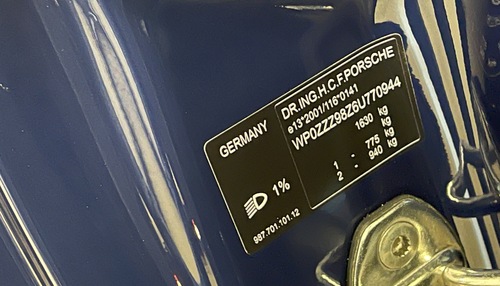 GERMANY
1%
987.701.101.12
DR.ING.H.C.F.PORSCHE
e13*2001/116*0141
WP0ZZZ98Z6U770944
1630 kg
1 : 775 kg
2 : 940 kg